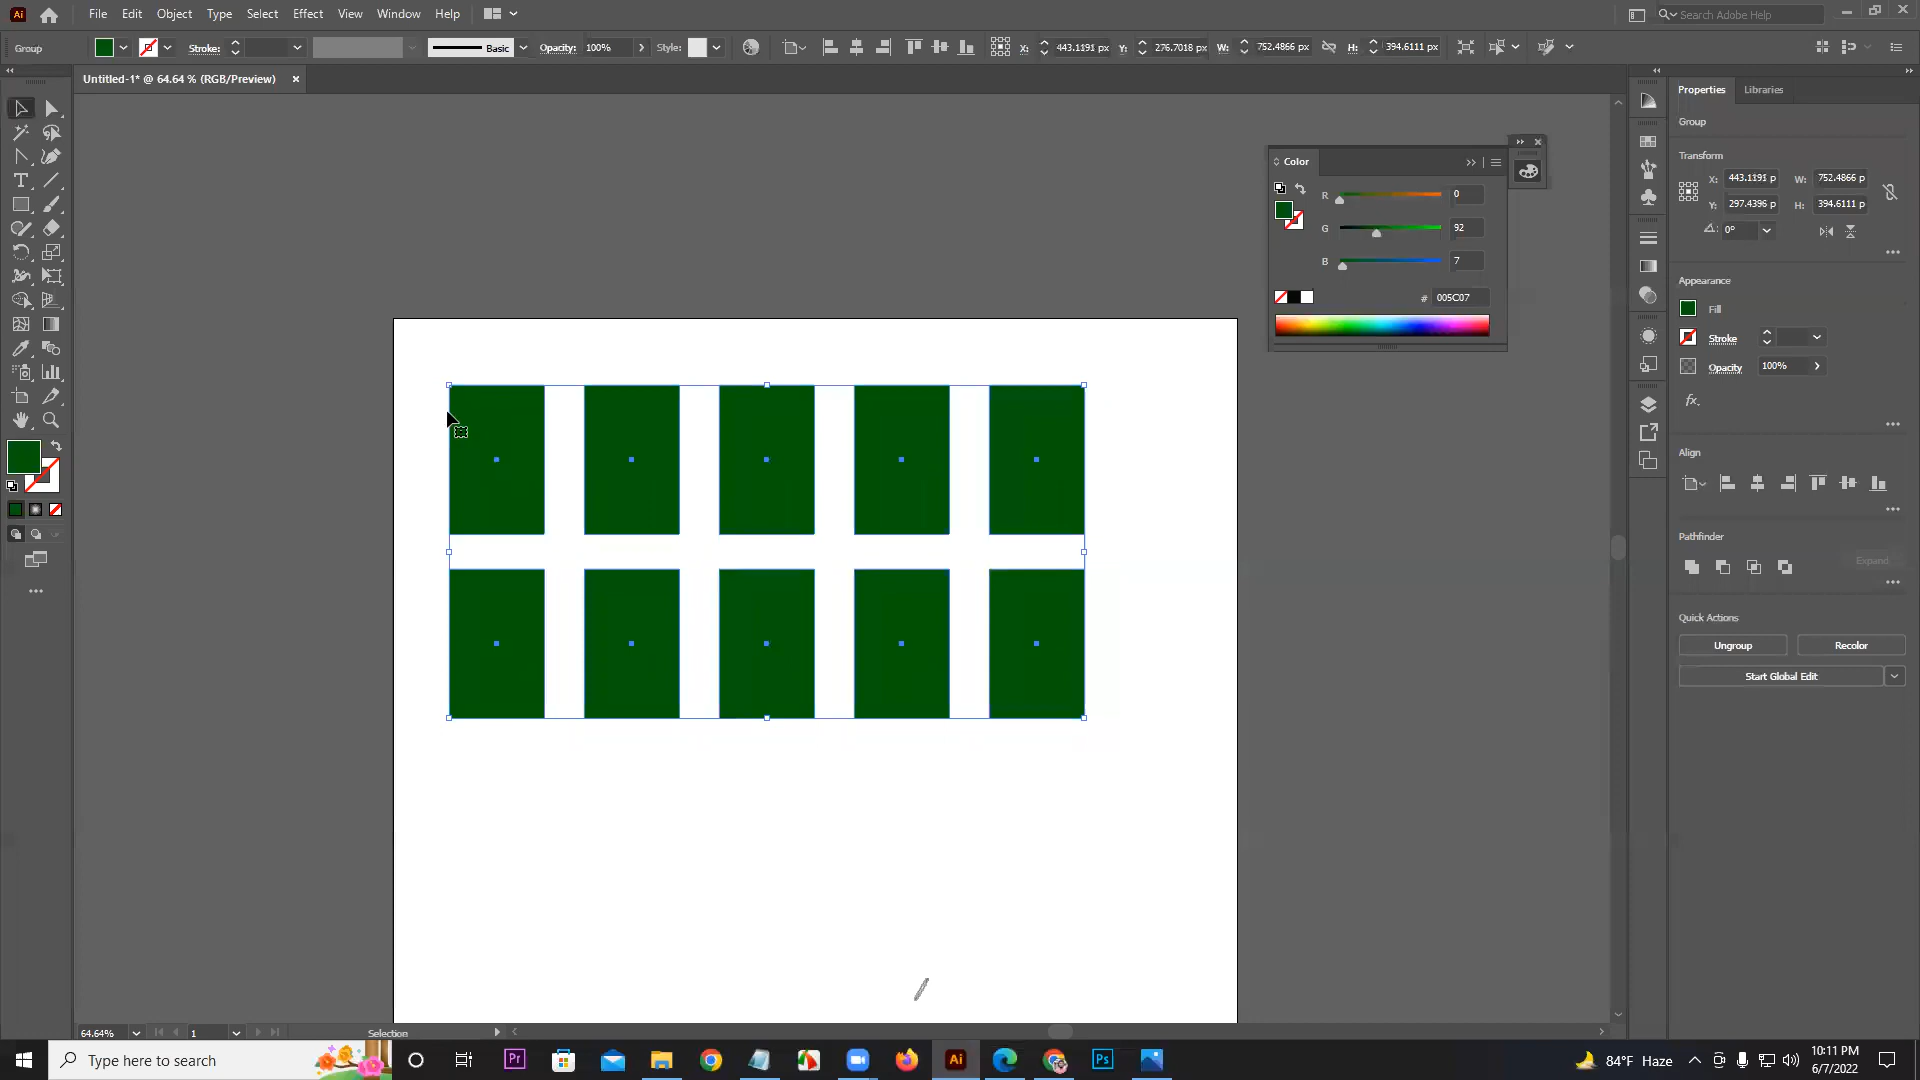 Ai File Edit Object Type Select Effect View Window Help Search Adobe Help
Group Stroke: Basic Opacity: 100% Style: X: 443.1191 px Y: 276.7018 px W: 752.4866 px H: 394.6111 px
Untitled-1* @ 64.64 % (RGB/Preview)
Properties Libraries
Group
Transform
X: 443.1191 p W: 752.4866 p
Y: 297.4396 p H: 394.6111 p
0°
Appearance
Fill
Stroke
Opacity 100%
fx.
Align
Pathfinder
Expand
Quick Actions
Ungroup Recolor
Start Global Edit
Color
R 0
G 92
B 7
# 005C07
64.64% 1 Selection
Type here to search Pr Ai Ps 84°F Haze 10:11 PM
6/7/2022